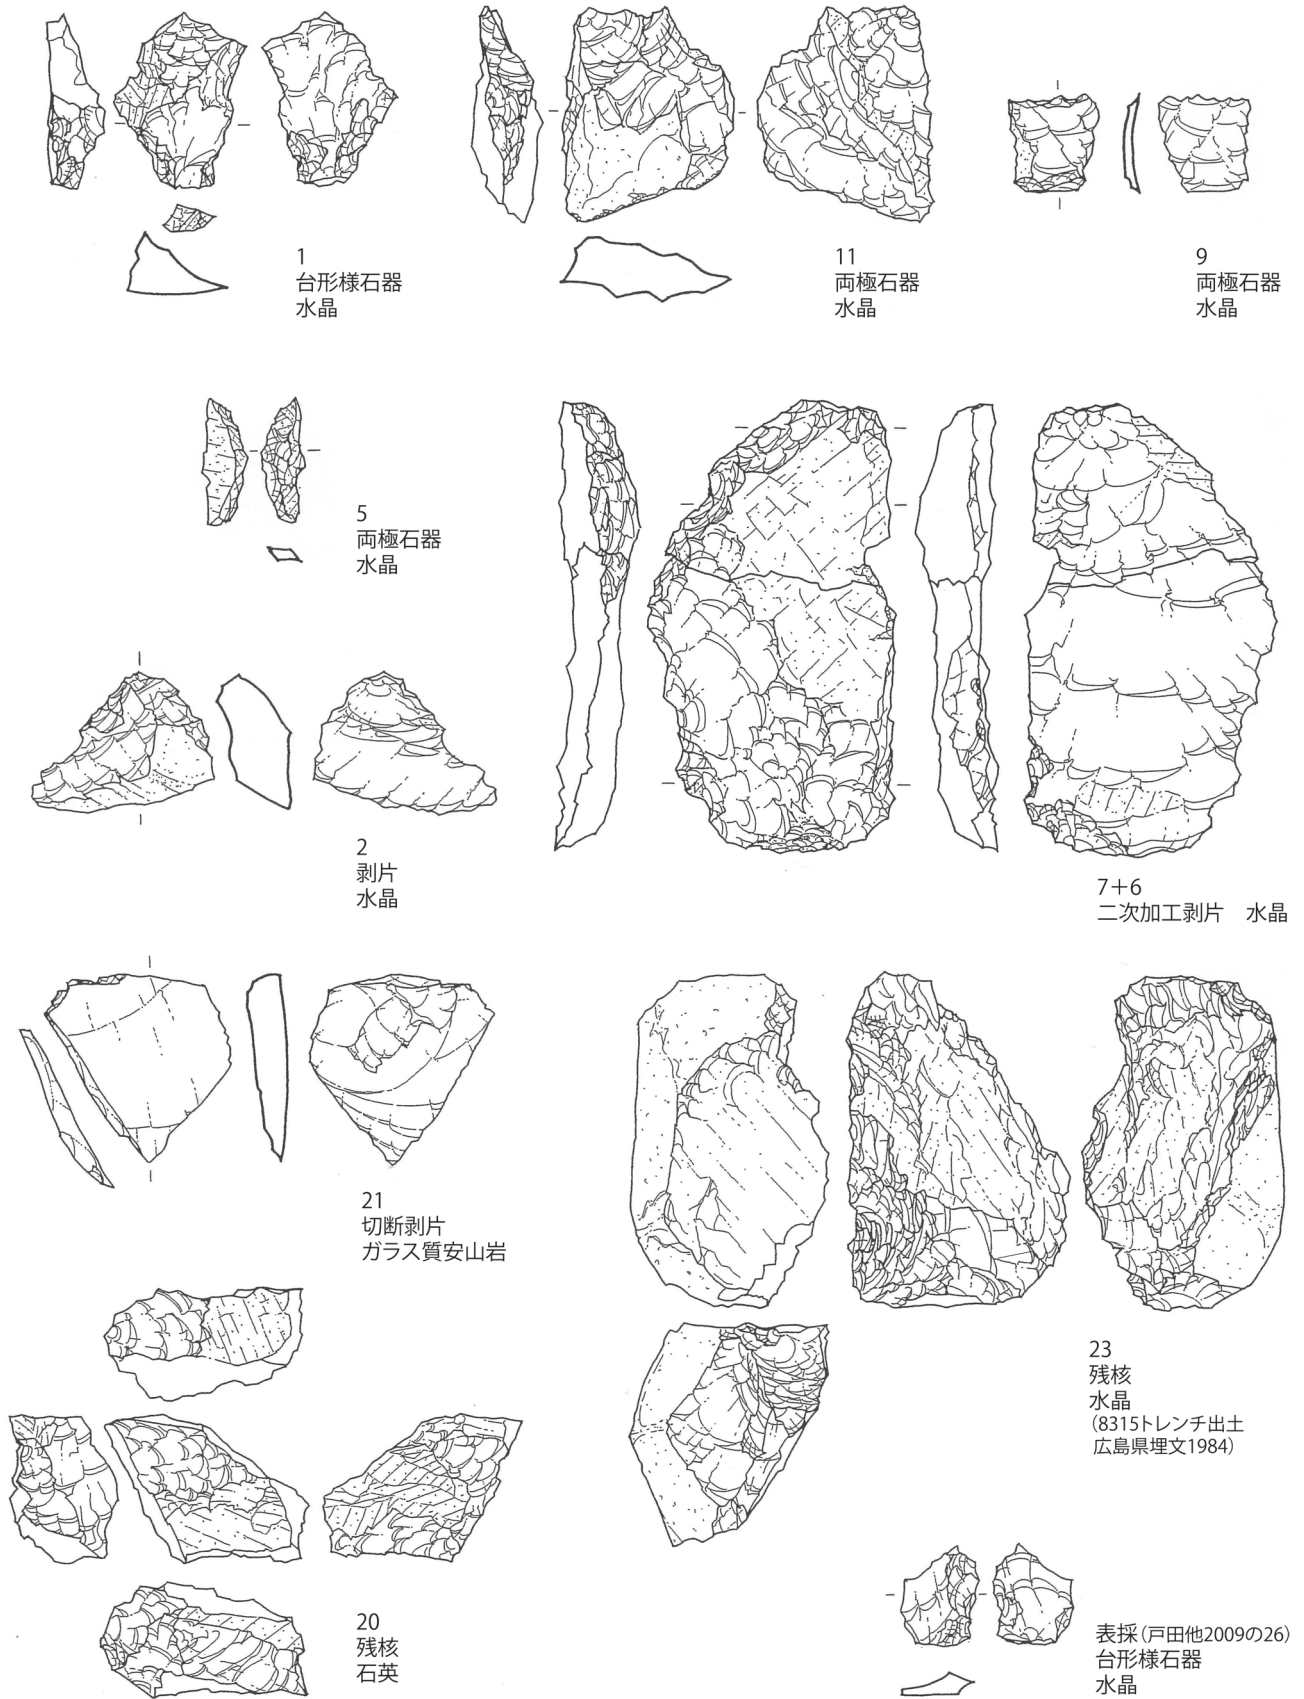 1
台形様石器
水晶
11
両極石器
水晶
9
両極石器
水晶
5
両極石器
水晶
2
剥片
水晶
7＋6
二次加工剥片　水晶
21
切断剥片
ガラス質安山岩
23
残核
水晶
(8315トレンチ出土
広島県埋文1984)
20
残核
石英
表採(戸田他2009の26)
台形様石器
水晶